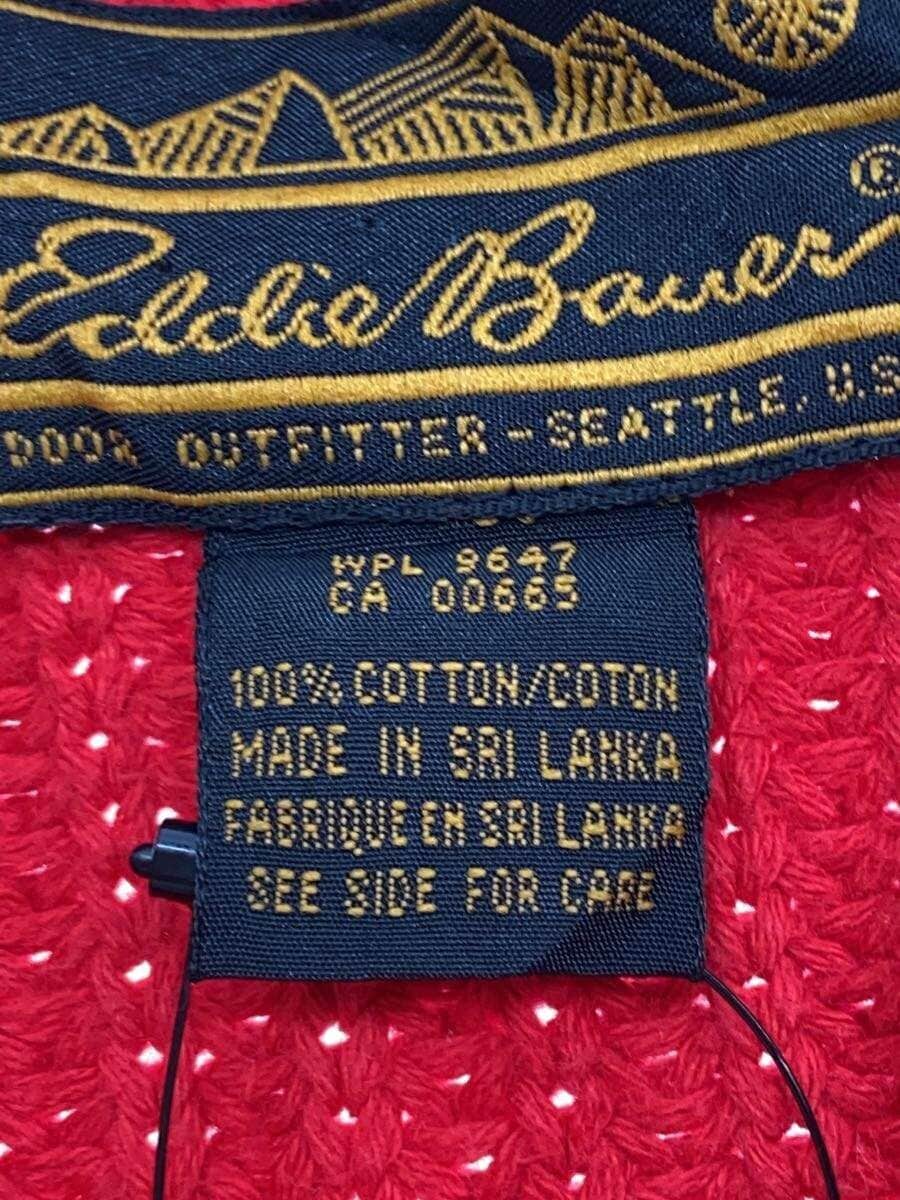 Eddie Bauer ®
DOOR OUTFITTER - SEATTLE, U.S
WPL 9647
CA 00665
100% COTTON/COTON
MADE IN SRI LANKA
FABRIQUE EN SRI LANKA
SEE SIDE FOR CARE